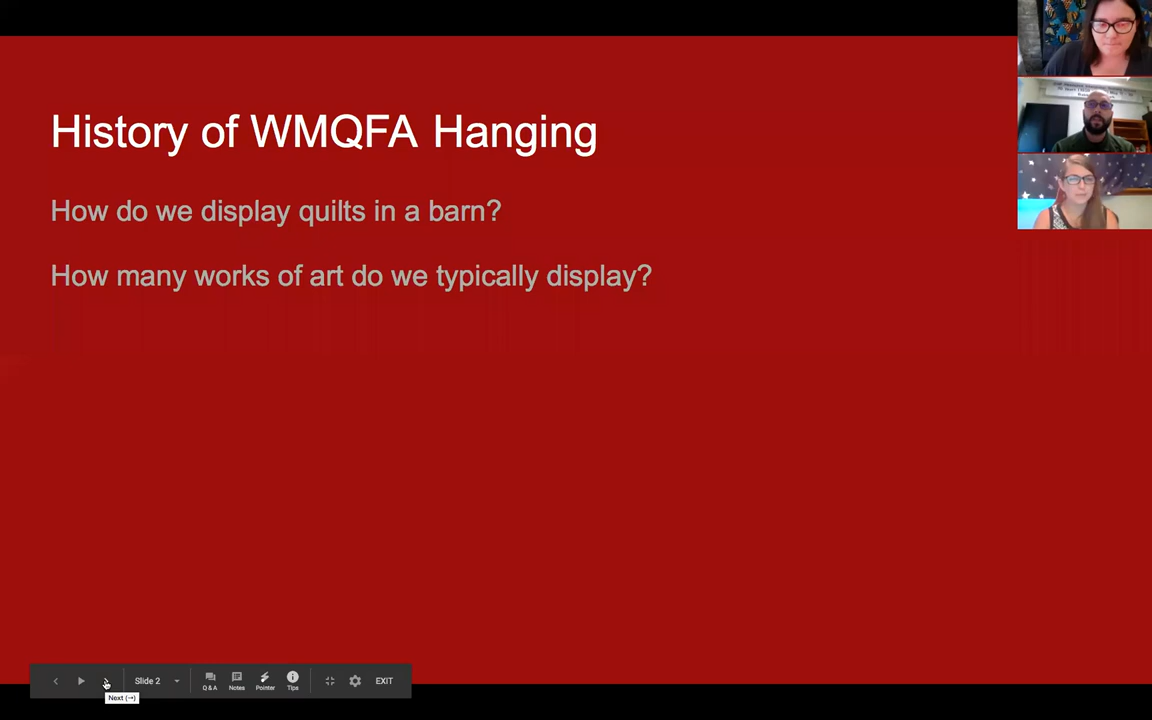 History of WMQFA Hanging
How do we display quilts in a barn?
How many works of art do we typically display?
Slide 2
Q&A
Notes
Pointer
Tips
EXIT
Next (→)